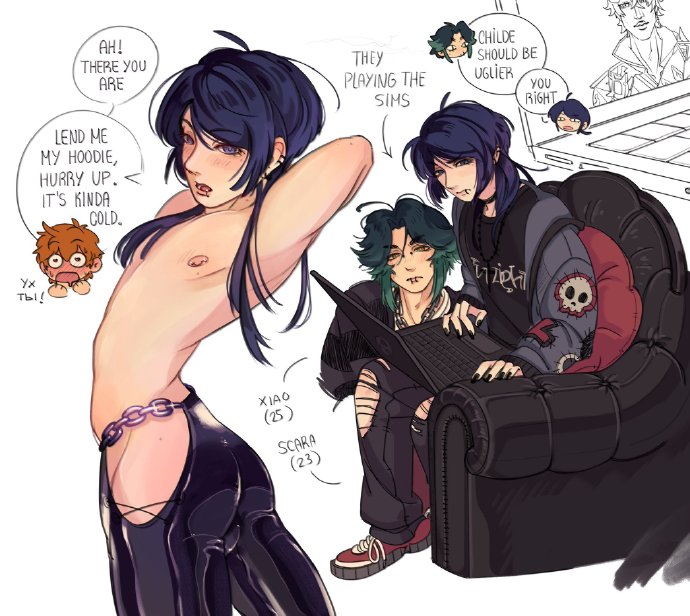 AH!
THERE YOU
ARE
LEND ME
MY HOODIE,
HURRY UP.
IT'S KINDA
COLD.
УХ
ТЫ!
THEY
PLAYING THE
SIMS
CHILDE
SHOULD BE
UGLIER
YOU
RIGHT
XIAO
(25)
SCARA
(23)